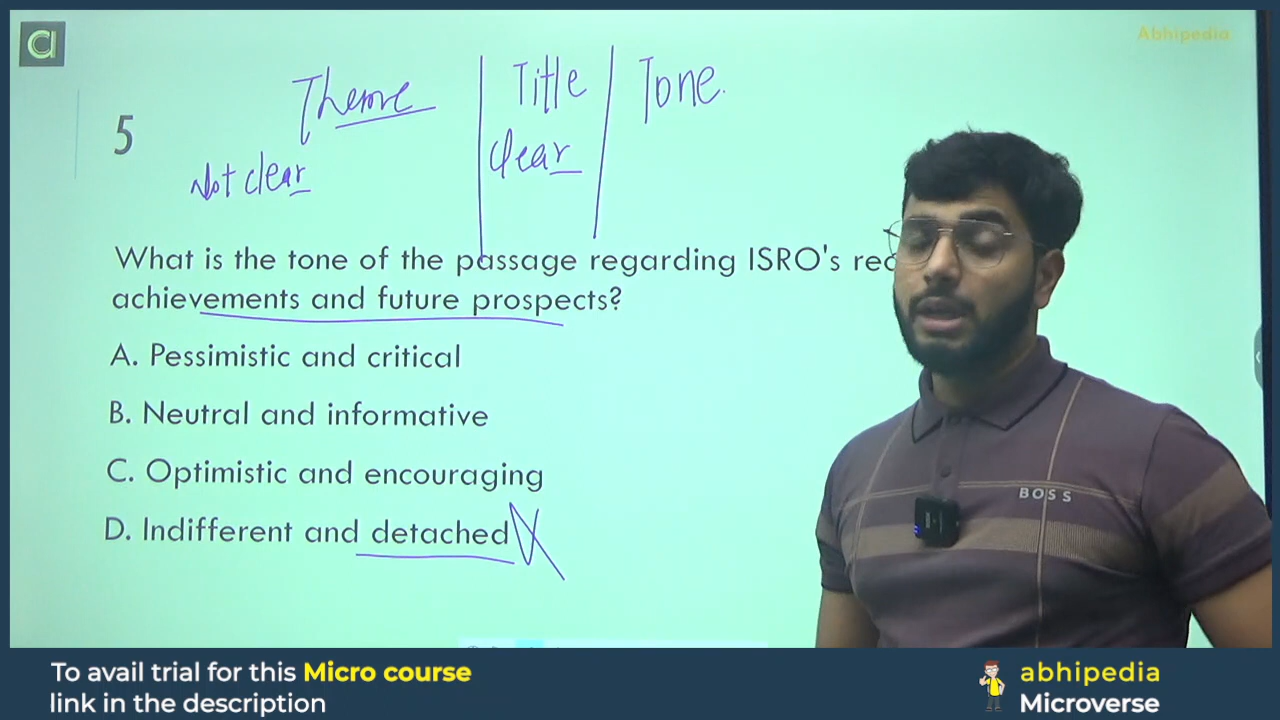 Abhipedia
a
Theme
Title
Tone.
5
Not clear
Clear
What is the tone of the passage regarding ISRO's
achievements and future prospects?
A. Pessimistic and critical
B. Neutral and informative
C. Optimistic and encouraging
D. Indifferent and detached
BOSS
To avail trial for this Micro course
link in the description
abhipedia
Microverse